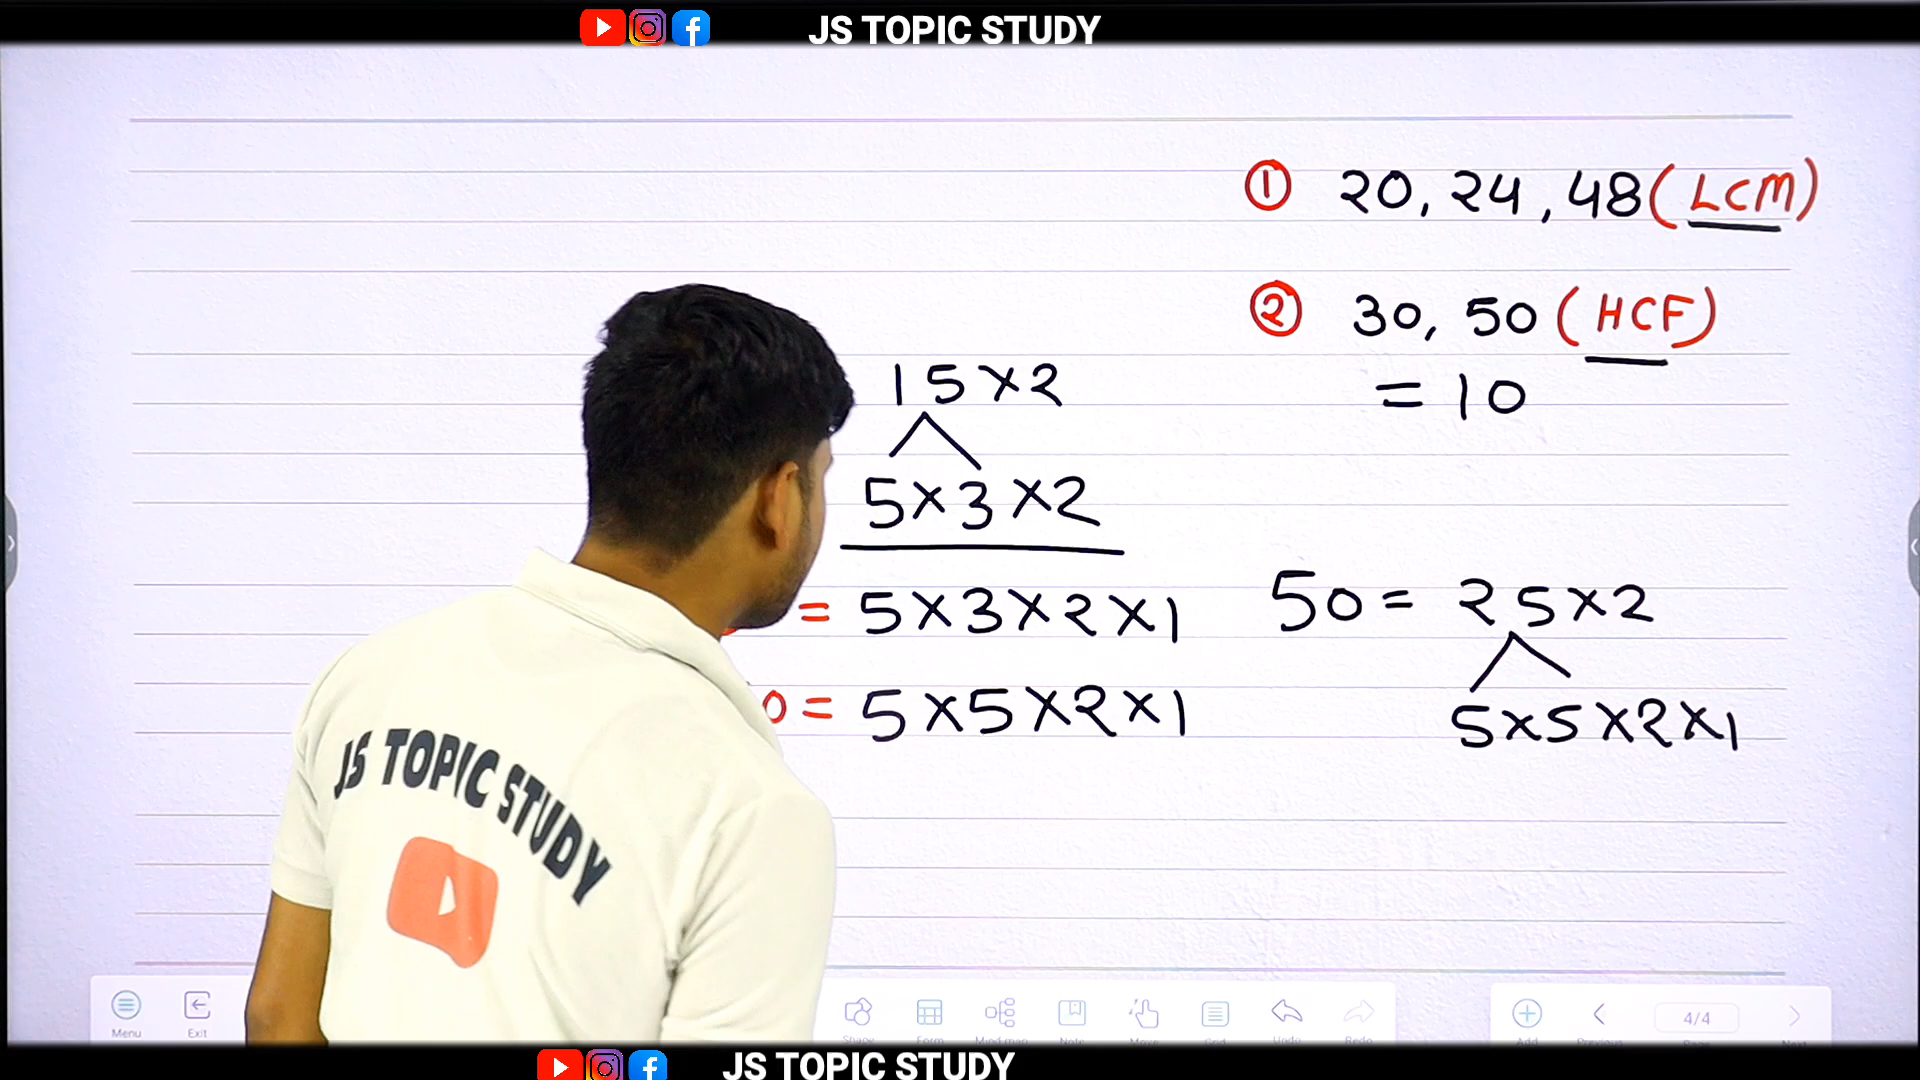 JS TOPIC STUDY
① 20, 24, 48 (LCM)
② 30, 50 (HCF)
= 10
15×2
5×3×2
= 5×3×2×1
0 = 5×5×2×1
50 = 25×2
5×5×2×1
JS TOPIC STUDY
Menu
Exit
4/4
JS TOPIC STUDY